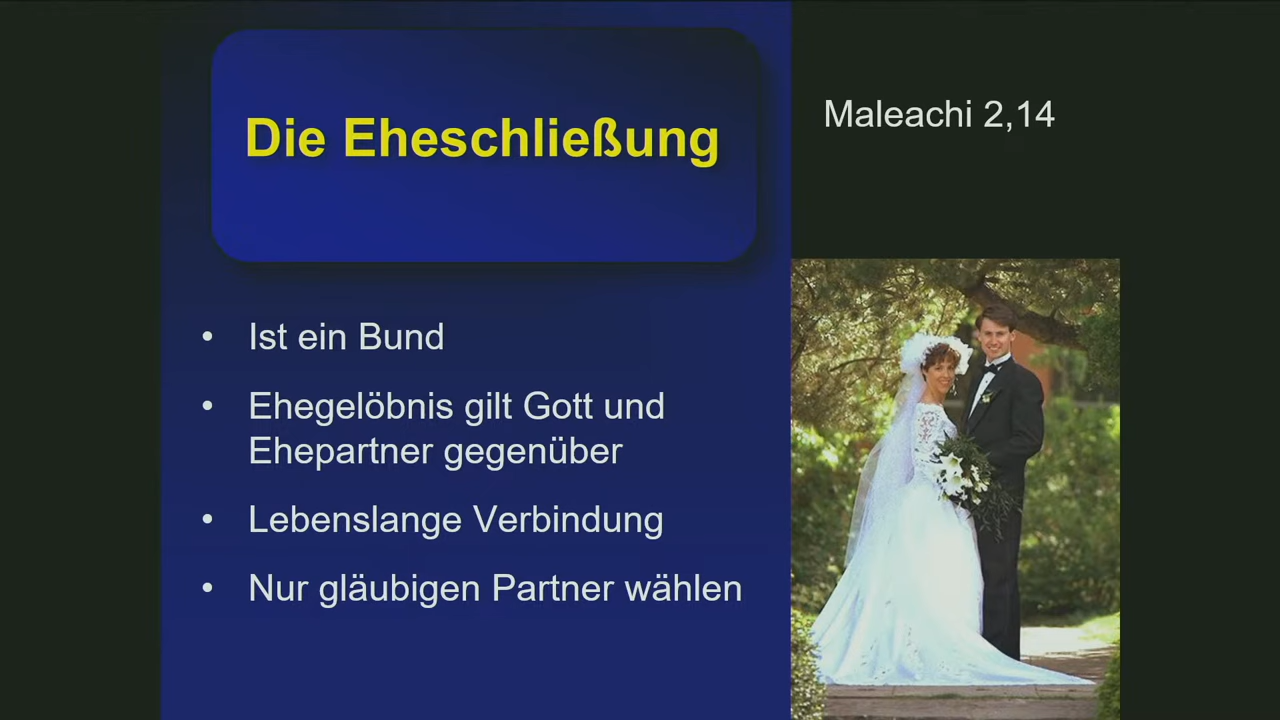 Die Eheschließung
Maleachi 2,14
• Ist ein Bund
• Ehegelöbnis gilt Gott und
Ehepartner gegenüber
• Lebenslange Verbindung
• Nur gläubigen Partner wählen